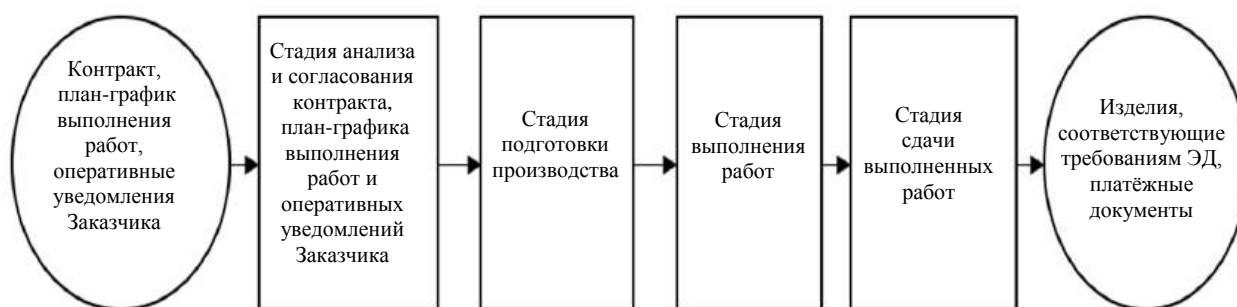 Контракт,
план-график
выполнения
работ,
оперативные
уведомления
Заказчика
Стадия анализа
и согласования
контракта,
план-графика
выполнения
работ и
оперативных
уведомлений
Заказчика
Стадия
подготовки
производства
Стадия
выполнения
работ
Стадия
сдачи
выполненных
работ
Изделия,
соответствующие
требованиям ЭД,
платёжные
документы